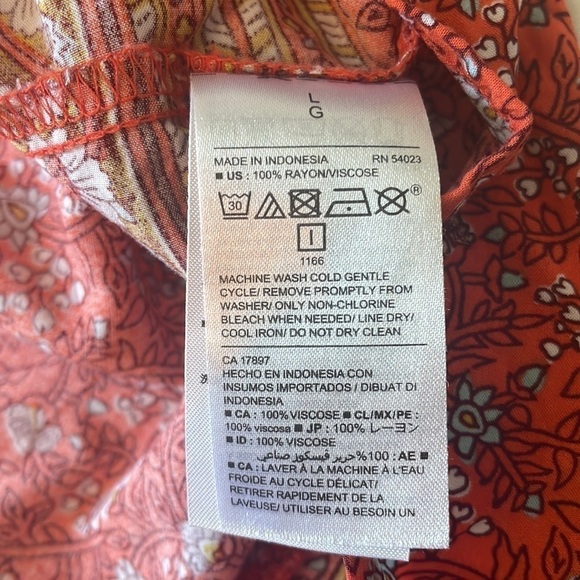 L
G
MADE IN INDONESIA RN 54023
■ US : 100% RAYON/VISCOSE
30
®
I
1166
MACHINE WASH COLD GENTLE
CYCLE/ REMOVE PROMPTLY FROM
WASHER/ ONLY NON-CHLORINE
BLEACH WHEN NEEDED/ LINE DRY/
COOL IRON/ DO NOT DRY CLEAN
CA 17897
HECHO EN INDONESIA CON
INSUMOS IMPORTADOS / DIBUAT DI
INDONESIA
■ CA : 100% VISCOSE ■ CL/MX/PE :
100% viscosa ■ JP : 100% レーヨン
■ ID : 100% VISCOSE
■ AE : 100% حرير فيسكوز صناعي
■ CA : LAVER À LA MACHINE À L'EAU
FROIDE AU CYCLE DÉLICAT/
RETIRER RAPIDEMENT DE LA
LAVEUSE/ UTILISER AU BESOIN UN